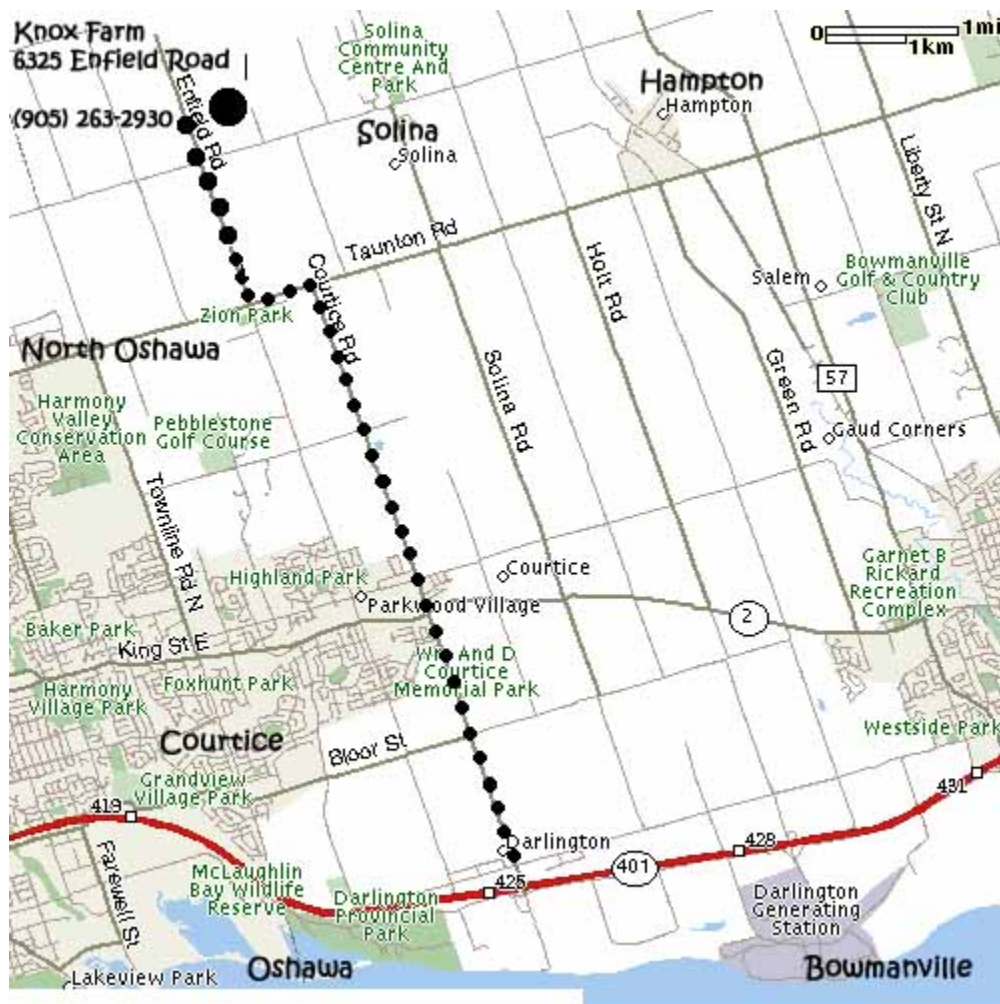 Knox Farm
6325 Enfield Road
(905) 263-2930
Enfield Rd
Solina
Community
Centre And
Park
0
1mi
1km
Hampton
Hampton
Solina
Solina
Liberty St N
Taunton Rd
Courtice Rd
Holt Rd
Salem
Bowmanville
Golf & Country
Club
Zion Park
North Oshawa
Solina Rd
Green Rd
57
Harmony
Valley
Conservation
Area
Pebblestone
Golf Course
Gaud Corners
Townline Rd N
Highland Park
Courtice
Parkwood Village
Garnet B
Rickard
Recreation
Complex
2
Baker Park
King St E
Wm And D
Courtice
Memorial Park
Foxhunt Park
Harmony
Village Park
Courtice
Bloor St
Westside Park
Grandview
Village Park
419
431
Darlington
428
401
425
Farewell St
McLaughlin
Bay Wildlife
Reserve
Darlington
Provincial
Park
Darlington
Generating
Station
Lakeview Park
Oshawa
Bowmanville